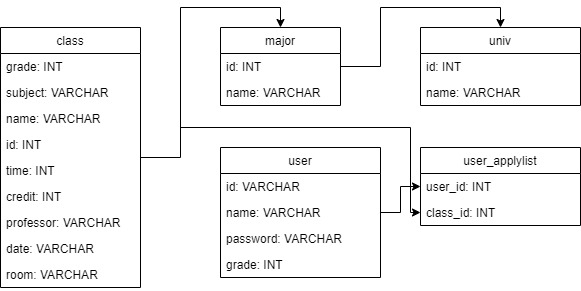 class
grade: INT
subject: VARCHAR
name: VARCHAR
id: INT
time: INT
credit: INT
professor: VARCHAR
date: VARCHAR
room: VARCHAR
major
id: INT
name: VARCHAR
univ
id: INT
name: VARCHAR
user
id: VARCHAR
name: VARCHAR
password: VARCHAR
grade: INT
user_applylist
user_id: INT
class_id: INT